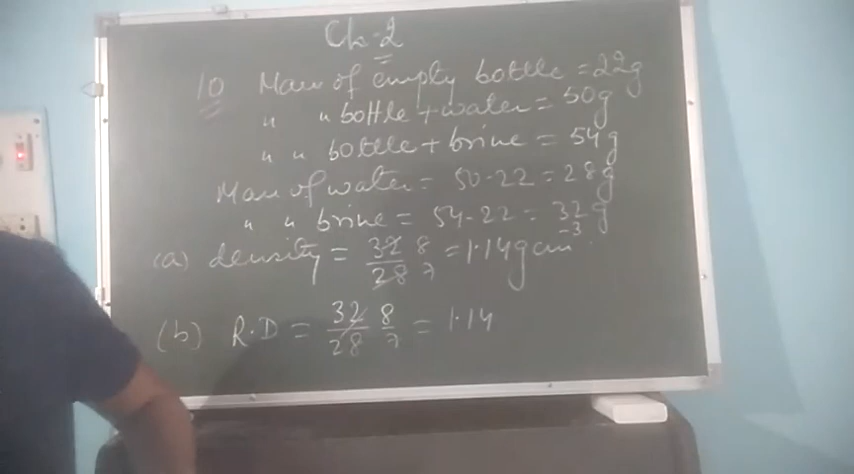 Ch. 2
10 Mass of empty bottle = 22g
" " bottle + water = 50g
" " bottle + brine = 54g
Mass of water = 50-22 = 28g
" " brine = 54-22 = 32g
(a) density = 32/28 8/7 = 1.14 g cm⁻³
(b) R.D = 32/28 8/7 = 1.14